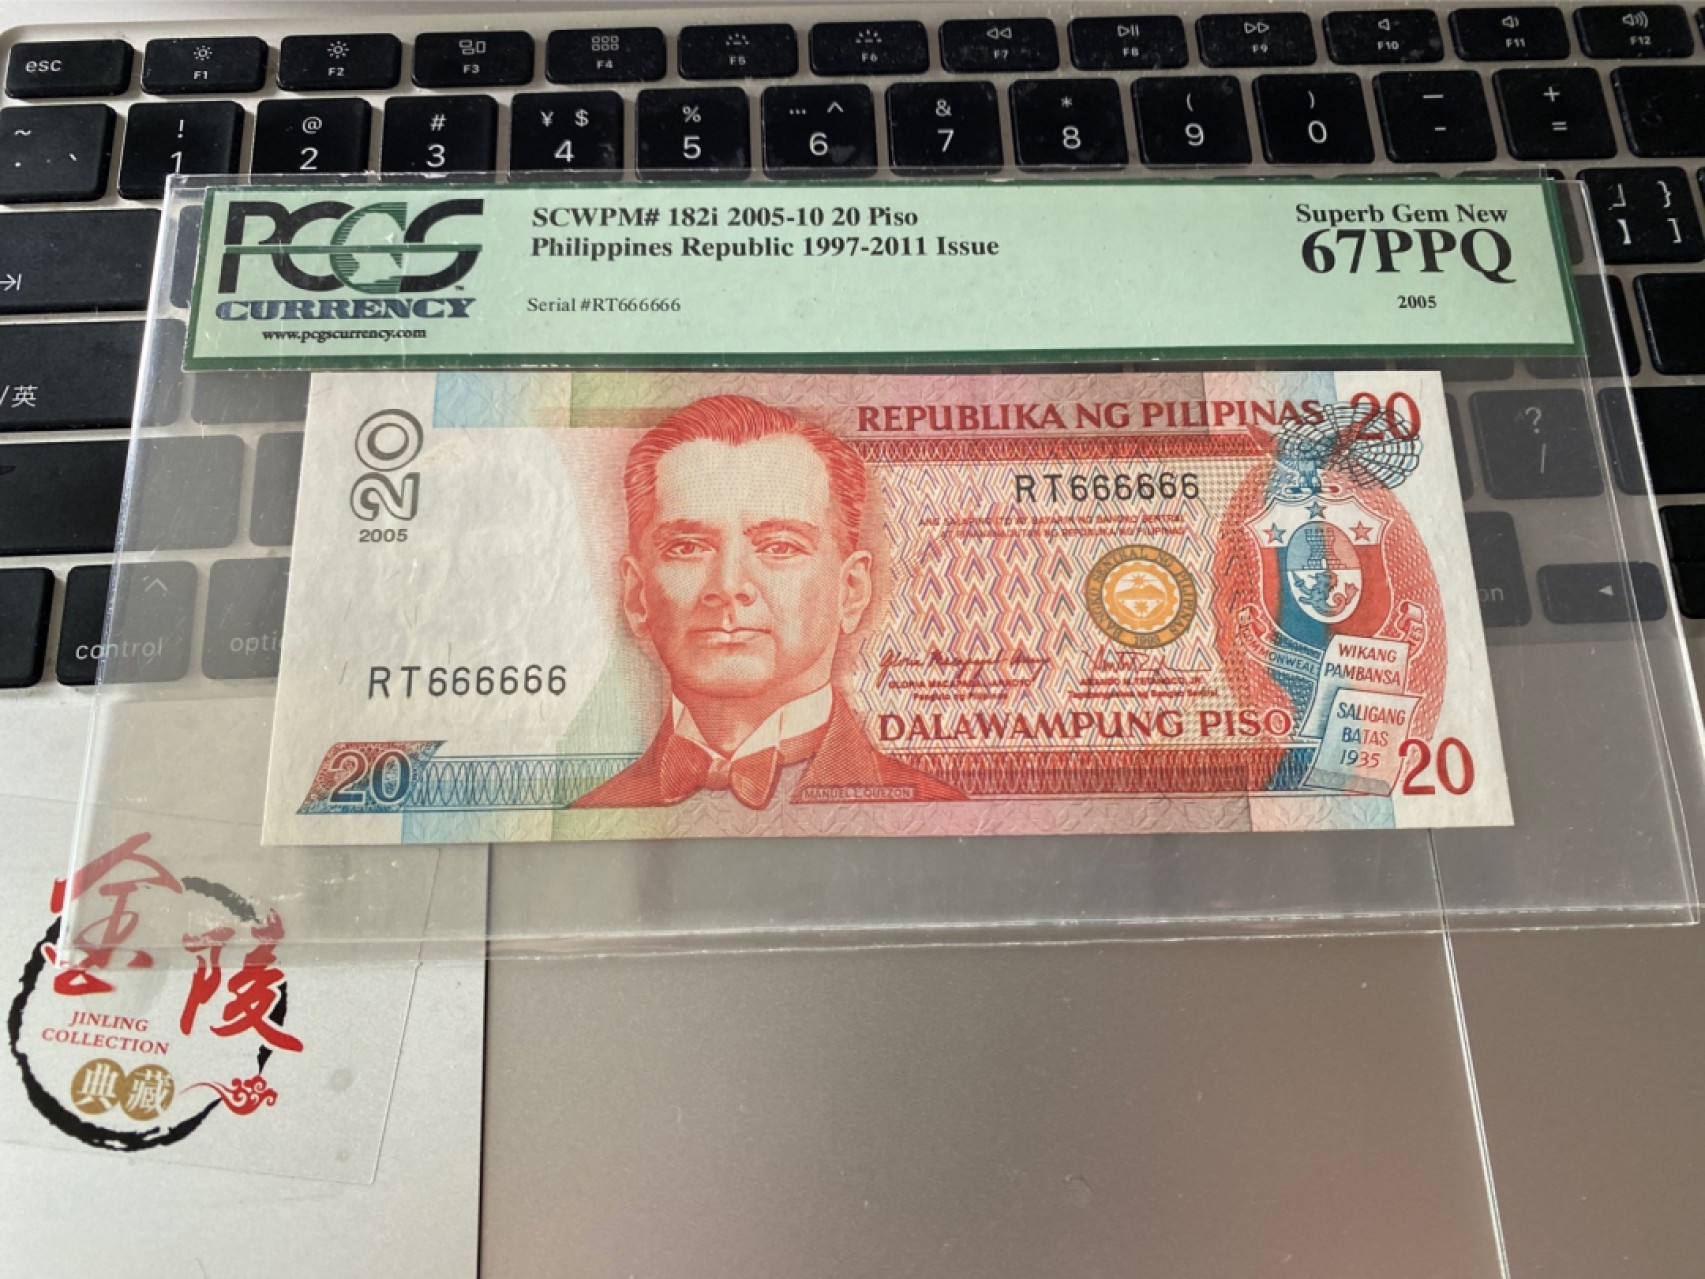 esc
F1
F2
F3
F4
F5
F6
F7
F8
F9
F10
F11
F12
~
`
!
1
@
2
#
3
¥ $
4
%
5
… ^
6
&
7
*
8
(
9
)
0
—
-
+
=
}
】 ]
PCGS
CURRENCY
www.pcgscurrency.com
SCWPM# 182i 2005-10 20 Piso
Philippines Republic 1997-2011 Issue
Serial #RT666666
Superb Gem New
67PPQ
2005
/英
?
/
control
optio
20
2005
REPUBLIKA NG PILIPINAS
20
RT666666
RT666666
WIKANG
PAMBANSA
SALIGANG
BATAS
1935
COMMONWEAL
DALAWAMPUNG PISO
MANUEL L. QUEZON
20
20
金陵
JINLING
COLLECTION
典藏